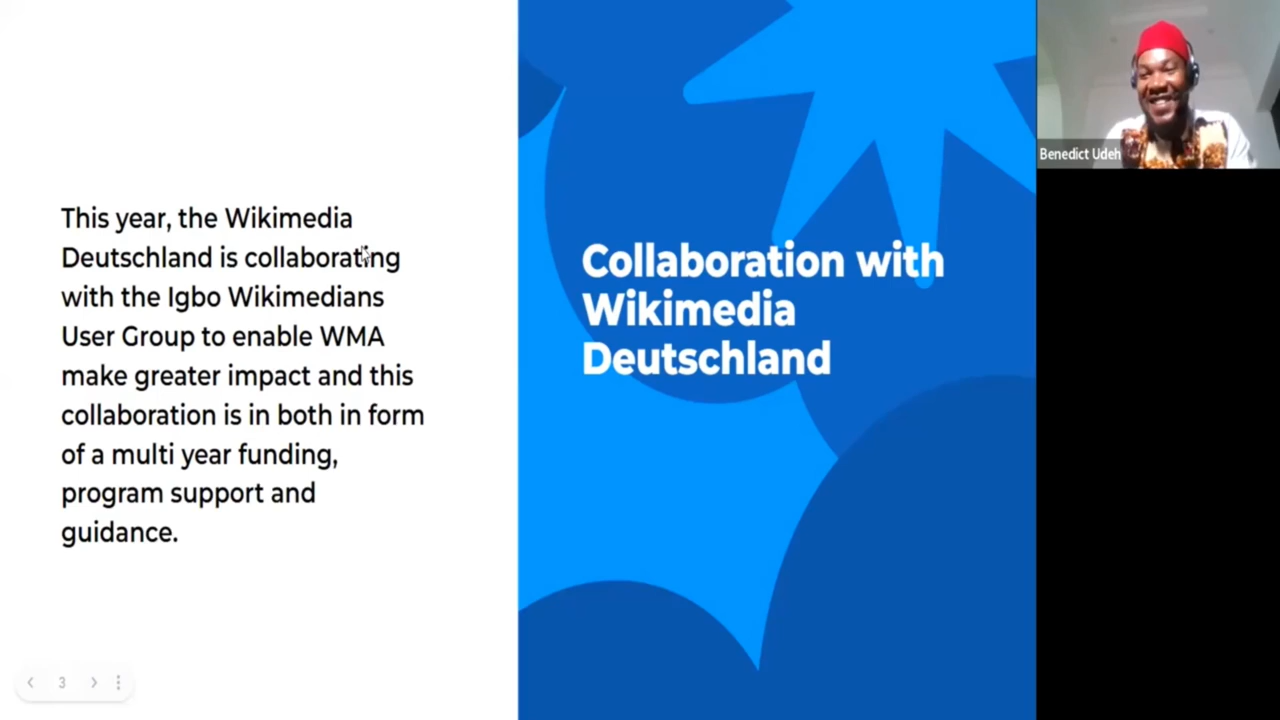 This year, the Wikimedia
Deutschland is collaborating
with the Igbo Wikimedians
User Group to enable WMA
make greater impact and this
collaboration is in both in form
of a multi year funding,
program support and
guidance.
Collaboration with
Wikimedia
Deutschland
Benedict Udeh
3